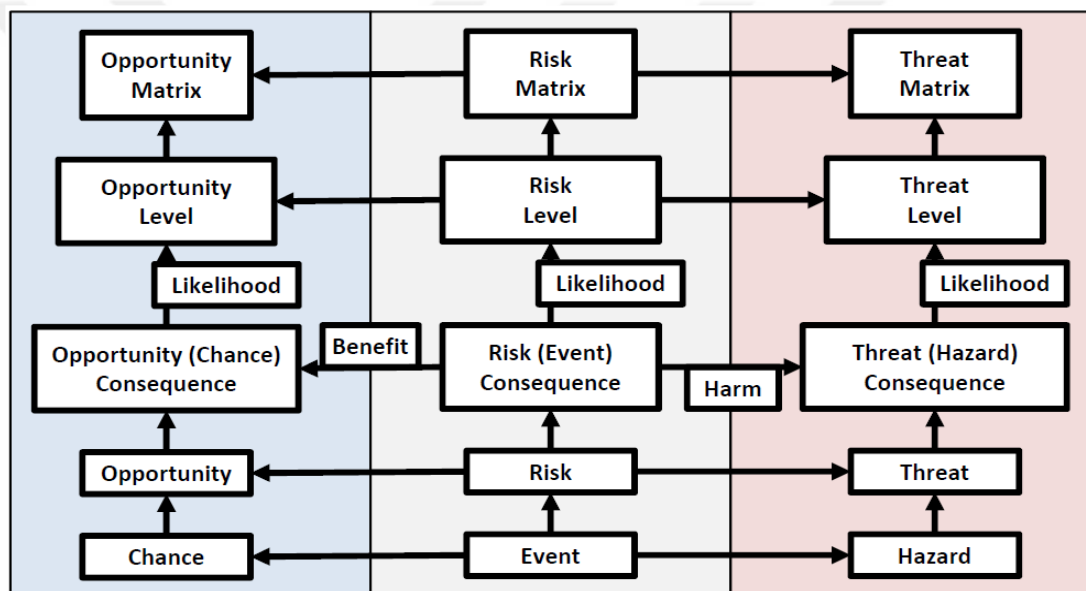 Opportunity
Matrix
Risk
Matrix
Threat
Matrix
Opportunity
Level
Risk
Level
Threat
Level
Likelihood
Likelihood
Likelihood
Opportunity (Chance)
Consequence
Benefit
Risk (Event)
Consequence
Harm
Threat (Hazard)
Consequence
Opportunity
Risk
Threat
Chance
Event
Hazard